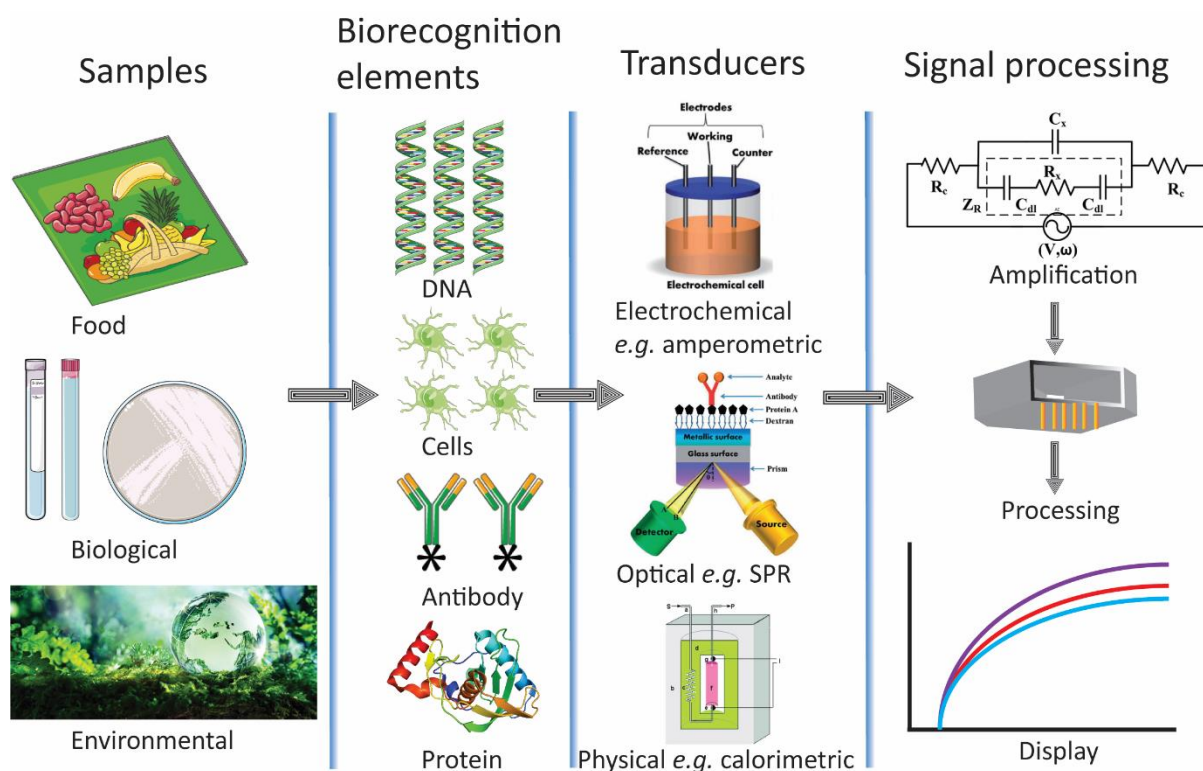 Samples
Food
Biological
Environmental
Biorecognition
elements
DNA
Cells
Antibody
Protein
Transducers
Electrodes
Working
Reference
Counter
Electrochemical cell
Electrochemical
e.g. amperometric
Analyte
Antibody
Protein A
Dextran
Metallic surface
Glass surface
Prism
A
B
Detector
Source
Optical e.g. SPR
S
P
a
h
d
g
b
c
f
i
e
Physical e.g. calorimetric
Signal processing
Cx
Rc
Rx
Rc
ZR
Cdl
Cdl
(V,ω)
Amplification
Processing
Display